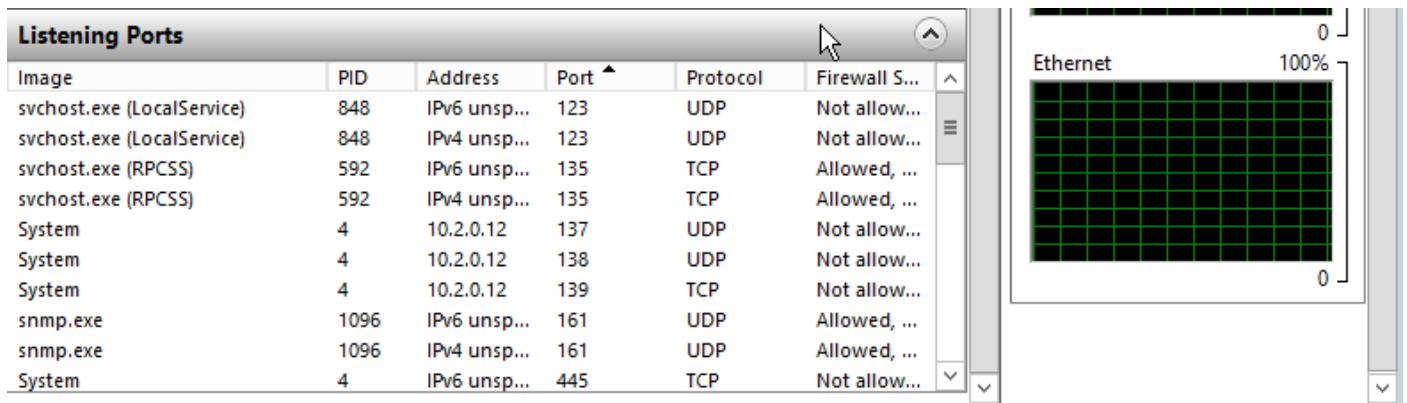 Listening Ports
Image PID Address Port Protocol Firewall S...
svchost.exe (LocalService) 848 IPv6 unsp... 123 UDP Not allow...
svchost.exe (LocalService) 848 IPv4 unsp... 123 UDP Not allow...
svchost.exe (RPCSS) 592 IPv6 unsp... 135 TCP Allowed, ...
svchost.exe (RPCSS) 592 IPv4 unsp... 135 TCP Allowed, ...
System 4 10.2.0.12 137 UDP Not allow...
System 4 10.2.0.12 138 UDP Not allow...
System 4 10.2.0.12 139 TCP Not allow...
snmp.exe 1096 IPv6 unsp... 161 UDP Allowed, ...
snmp.exe 1096 IPv4 unsp... 161 UDP Allowed, ...
System 4 IPv6 unsp... 445 TCP Not allow...
0
Ethernet 100%
0